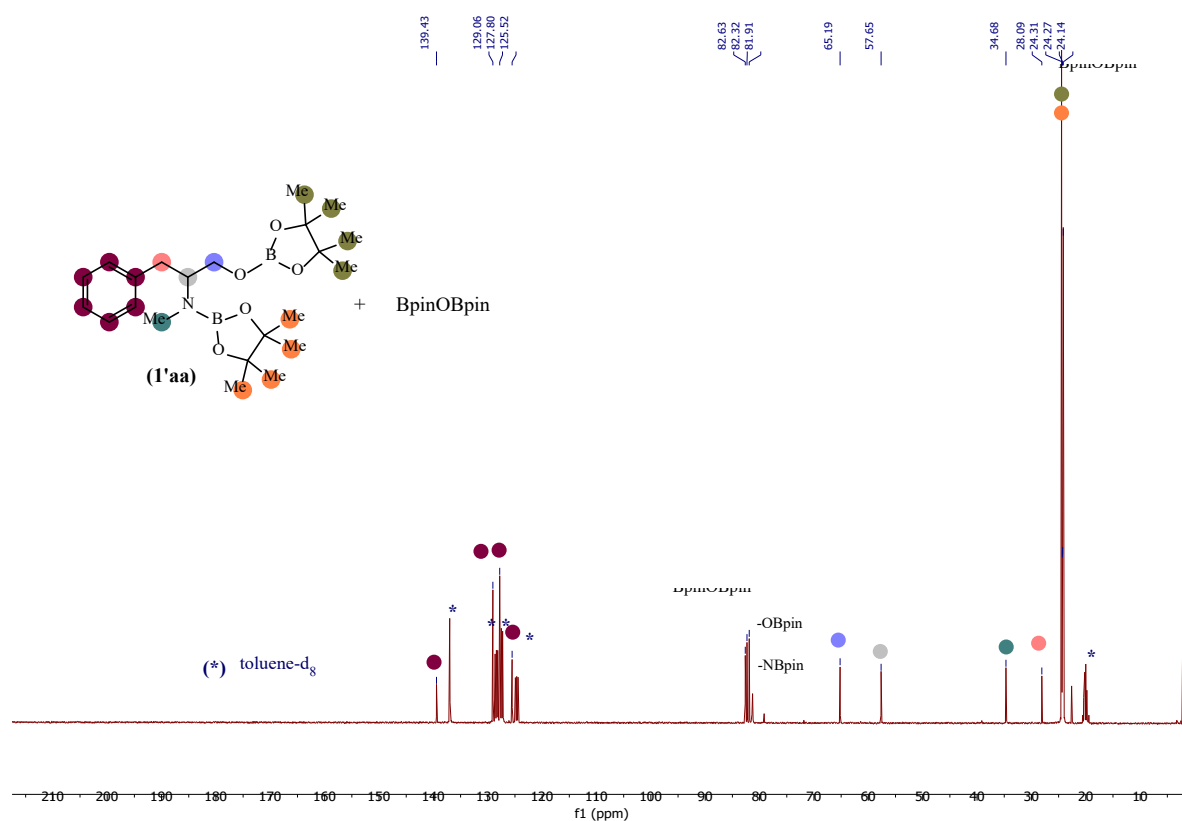 139.43
129.06
127.80
125.52
82.63
82.32
81.91
65.19
57.65
34.68
28.09
24.31
24.27
24.14
BpinOBpin
Me
Me
Me
Me
O
B
O
O
N
Me
B
O
O
Me
Me
Me
Me
+ BpinOBpin
(1'aa)
BpinOBpin
-OBpin
-NBpin
* * * * *
(*) toluene-d8
210 200 190 180 170 160 150 140 130 120 110 100 90 80 70 60 50 40 30 20 10
f1 (ppm)